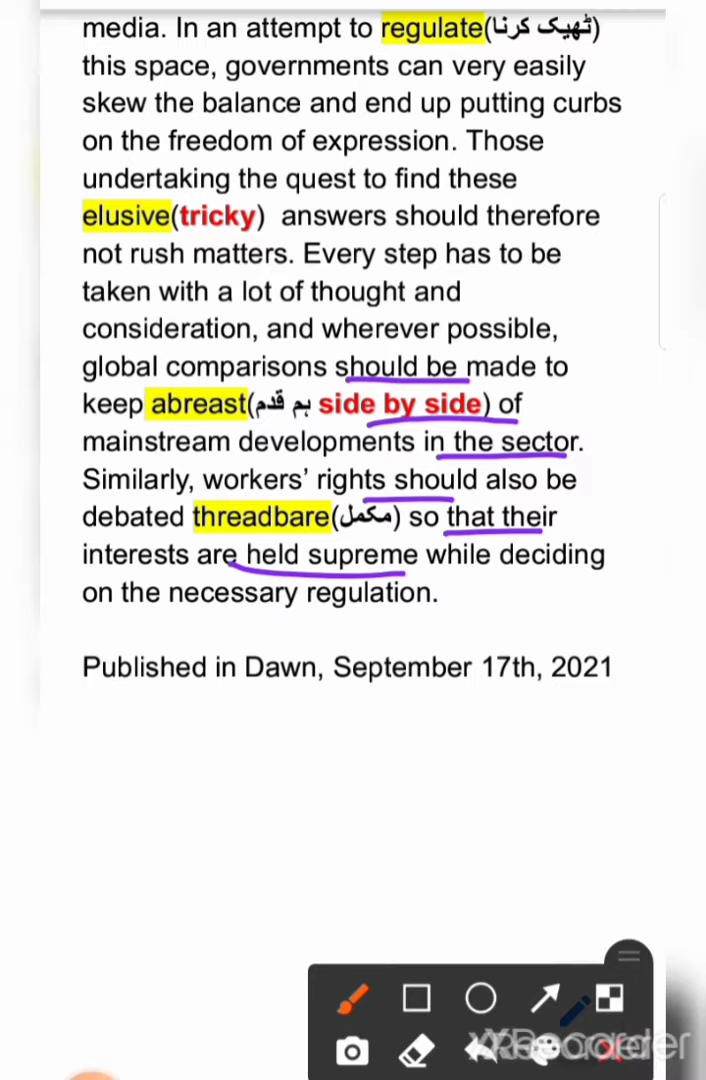 media. In an attempt to regulate(ٹھیک کرنا)
this space, governments can very easily
skew the balance and end up putting curbs
on the freedom of expression. Those
undertaking the quest to find these
elusive(tricky) answers should therefore
not rush matters. Every step has to be
taken with a lot of thought and
consideration, and wherever possible,
global comparisons should be made to
keep abreast(ہم قدم side by side) of
mainstream developments in the sector.
Similarly, workers’ rights should also be
debated threadbare(مکمل) so that their
interests are held supreme while deciding
on the necessary regulation.
Published in Dawn, September 17th, 2021